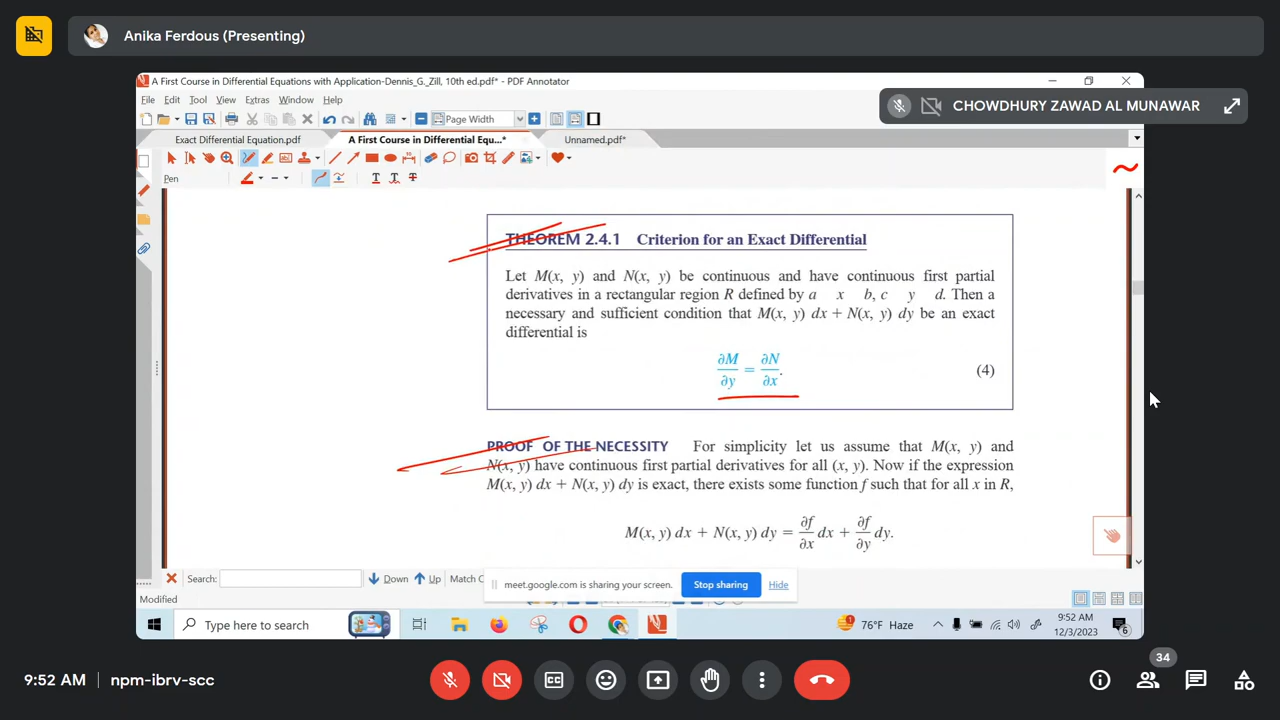 Anika Ferdous (Presenting)
A First Course in Differential Equations with Application-Dennis_G._Zill, 10th ed.pdf* - PDF Annotator
File Edit Tool View Extras Window Help
CHOWDHURY ZAWAD AL MUNAWAR
Page Width
Exact Differential Equation.pdf A First Course in Differential Equ...* Unnamed.pdf*
Pen
THEOREM 2.4.1 Criterion for an Exact Differential
Let M(x, y) and N(x, y) be continuous and have continuous first partial
derivatives in a rectangular region R defined by a x b, c y d. Then a
necessary and sufficient condition that M(x, y) dx + N(x, y) dy be an exact
differential is
∂M/∂y = ∂N/∂x. (4)
PROOF OF THE NECESSITY For simplicity let us assume that M(x, y) and
N(x, y) have continuous first partial derivatives for all (x, y). Now if the expression
M(x, y) dx + N(x, y) dy is exact, there exists some function f such that for all x in R,
M(x, y) dx + N(x, y) dy = ∂f/∂x dx + ∂f/∂y dy.
Search: Down Up Match C
meet.google.com is sharing your screen. Stop sharing Hide
Modified
Type here to search 76°F Haze 9:52 AM
12/3/2023 6
34
9:52 AM npm-ibrv-scc